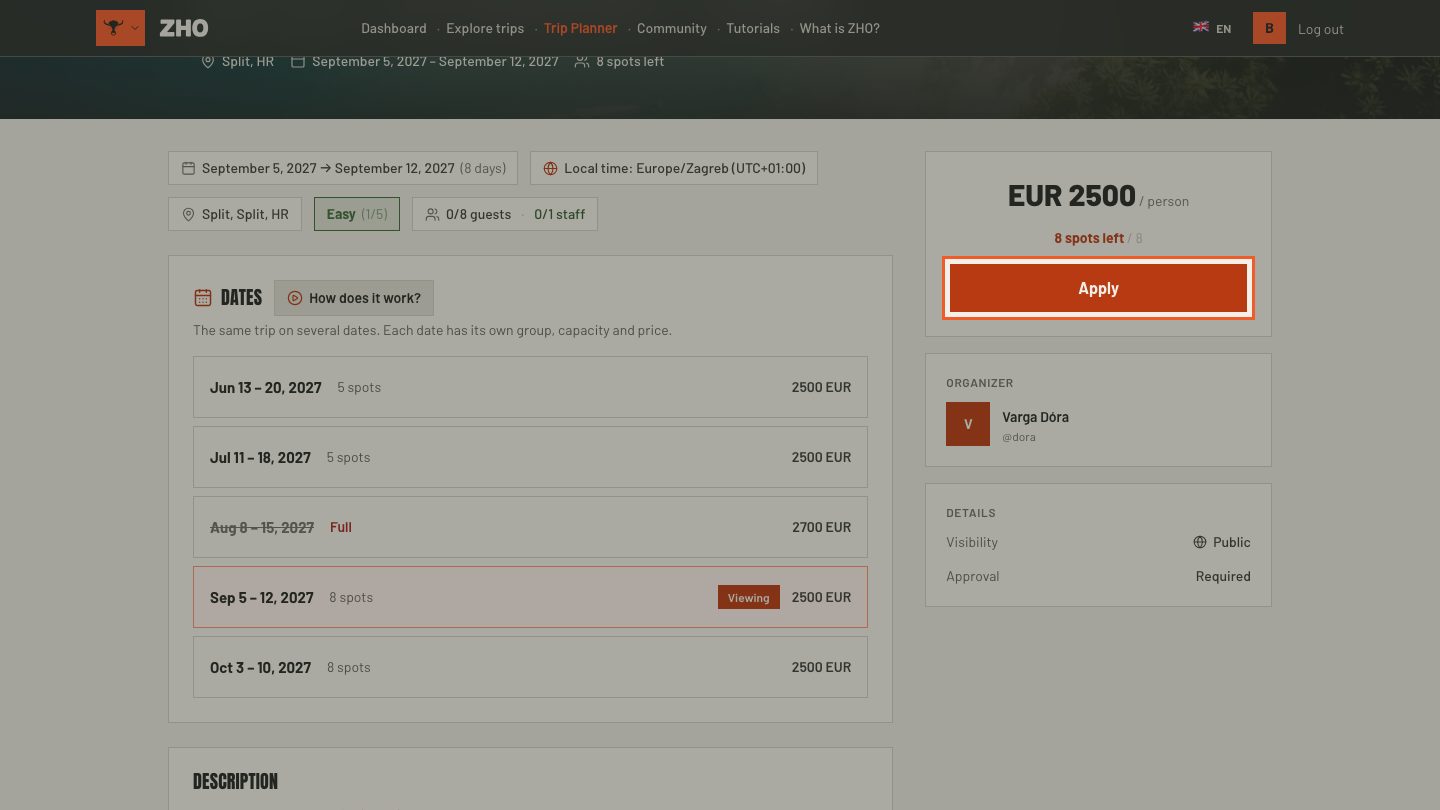 ZHO
Dashboard · Explore trips · Trip Planner · Community · Tutorials · What is ZHO?
EN
B
Log out
Split, HR
September 5, 2027 – September 12, 2027
8 spots left
September 5, 2027 → September 12, 2027 (8 days)
Local time: Europe/Zagreb (UTC+01:00)
Split, Split, HR
Easy (1/5)
0/8 guests · 0/1 staff
DATES
How does it work?
The same trip on several dates. Each date has its own group, capacity and price.
Jun 13 – 20, 2027 5 spots 2500 EUR
Jul 11 – 18, 2027 5 spots 2500 EUR
Aug 8 – 15, 2027 Full 2700 EUR
Sep 5 – 12, 2027 8 spots Viewing 2500 EUR
Oct 3 – 10, 2027 8 spots 2500 EUR
DESCRIPTION
EUR 2500 / person
8 spots left / 8
Apply
ORGANIZER
V
Varga Dóra
@dora
DETAILS
Visibility Public
Approval Required